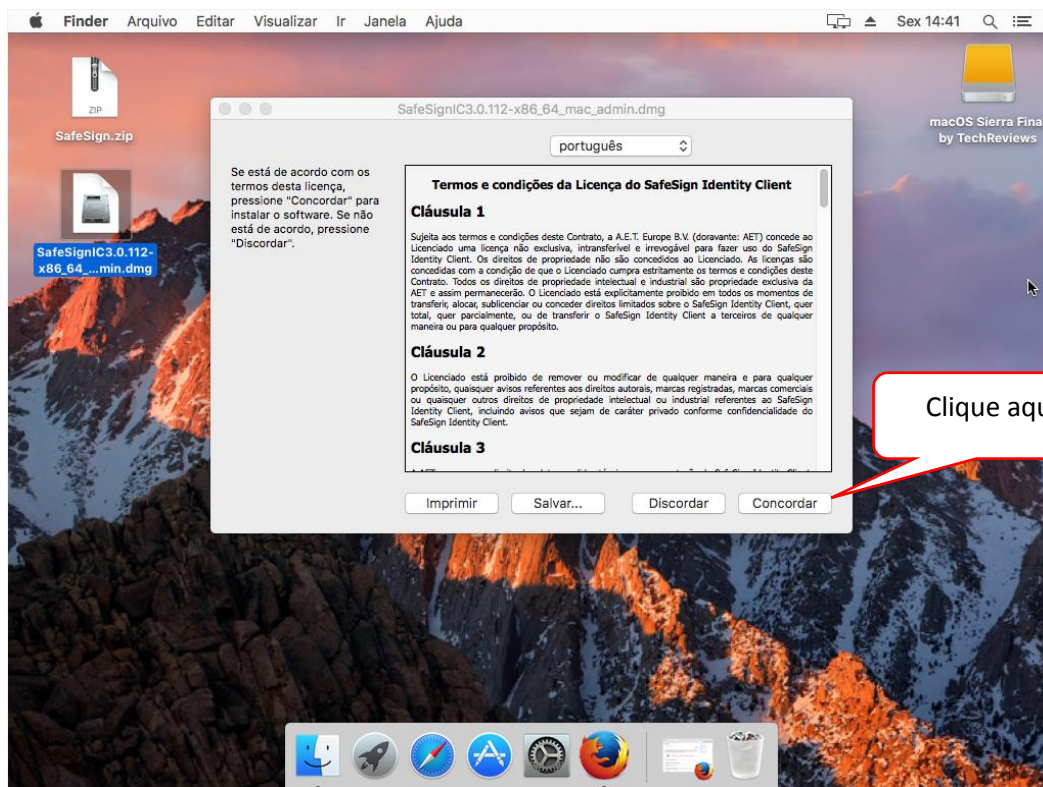 Finder Arquivo Editar Visualizar Ir Janela Ajuda Sex 14:41
ZIP
SafeSign.zip
SafeSignIC3.0.112-
x86_64_...min.dmg
macOS Sierra Fina
by TechReviews
SafeSignIC3.0.112-x86_64_mac_admin.dmg
português
Se está de acordo com os
termos desta licença,
pressione "Concordar" para
instalar o software. Se não
está de acordo, pressione
"Discordar".
Termos e condições da Licença do SafeSign Identity Client
Cláusula 1
Sujeita aos termos e condições deste Contrato, a A.E.T. Europe B.V. (doravante: AET) concede ao
Licenciado uma licença não exclusiva, intransferível e irrevogável para fazer uso do SafeSign
Identity Client. Os direitos de propriedade não são concedidos ao Licenciado. As licenças são
concedidas com a condição de que o Licenciado cumpra estritamente os termos e condições deste
Contrato. Todos os direitos de propriedade intelectual e industrial são propriedade exclusiva da
AET e assim permanecerão. O Licenciado está explicitamente proibido em todos os momentos de
transferir, alocar, sublicenciar ou conceder direitos limitados sobre o SafeSign Identity Client, quer
total, quer parcialmente, ou de transferir o SafeSign Identity Client a terceiros de qualquer
maneira ou para qualquer propósito.
Cláusula 2
O Licenciado está proibido de remover ou modificar de qualquer maneira e para qualquer
propósito, quaisquer avisos referentes aos direitos autorais, marcas registradas, marcas comerciais
ou quaisquer outros direitos de propriedade intelectual ou industrial referentes ao SafeSign
Identity Client, incluindo avisos que sejam de caráter privado conforme confidencialidade do
SafeSign Identity Client.
Cláusula 3
Imprimir Salvar... Discordar Concordar
Clique aqu